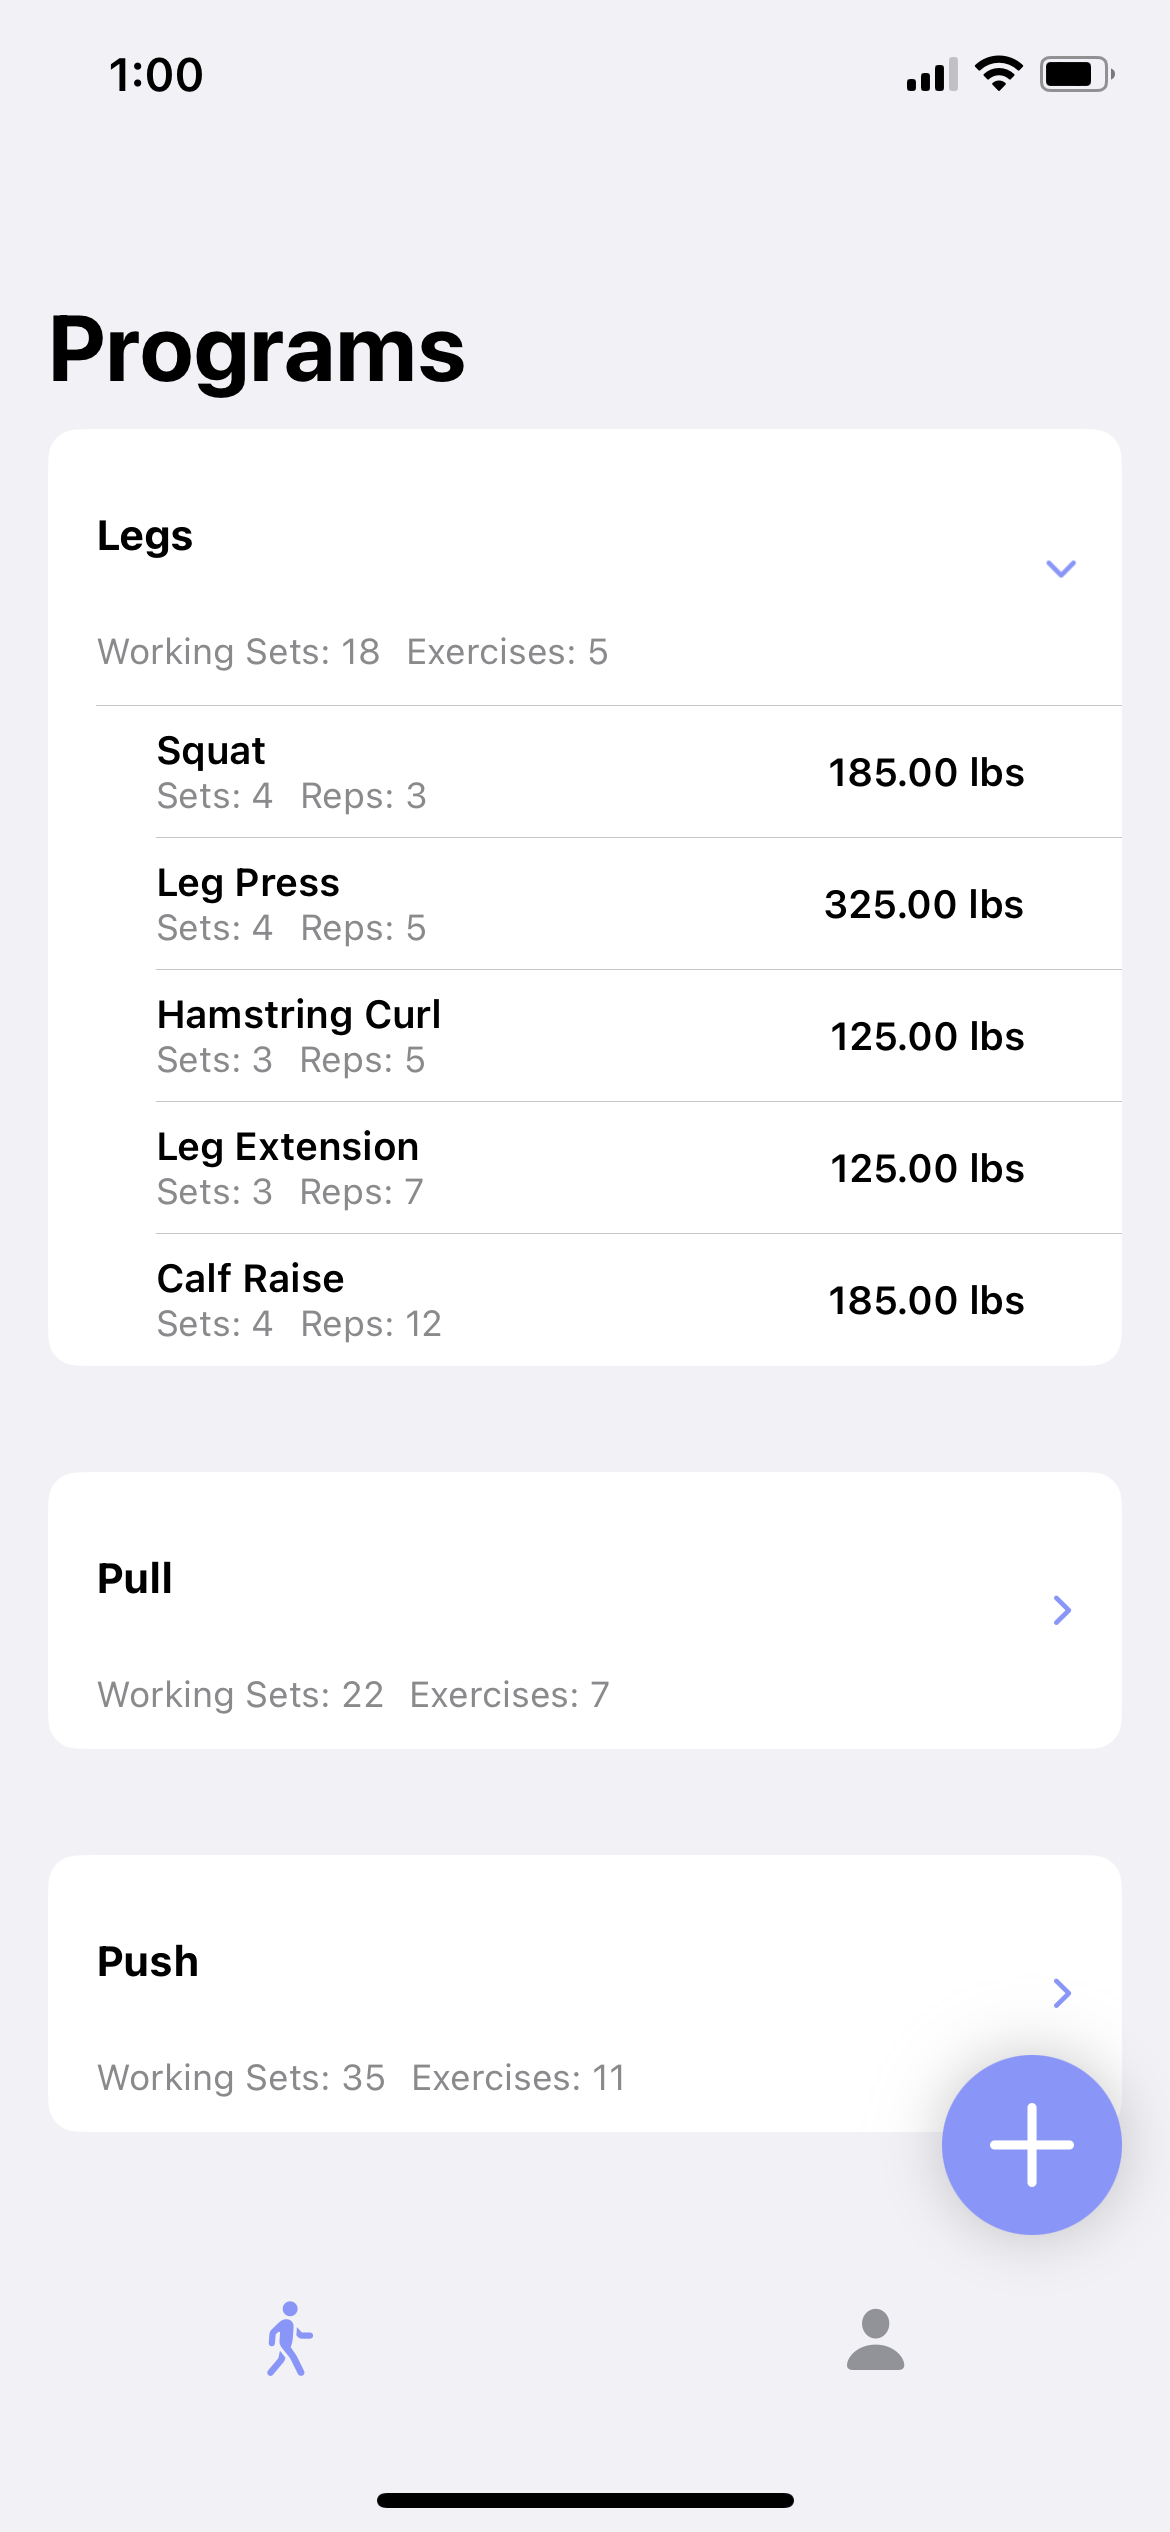 1:00
Programs
Legs
Working Sets: 18 Exercises: 5
Squat
Sets: 4 Reps: 3
185.00 lbs
Leg Press
Sets: 4 Reps: 5
325.00 lbs
Hamstring Curl
Sets: 3 Reps: 5
125.00 lbs
Leg Extension
Sets: 3 Reps: 7
125.00 lbs
Calf Raise
Sets: 4 Reps: 12
185.00 lbs
Pull
Working Sets: 22 Exercises: 7
Push
Working Sets: 35 Exercises: 11